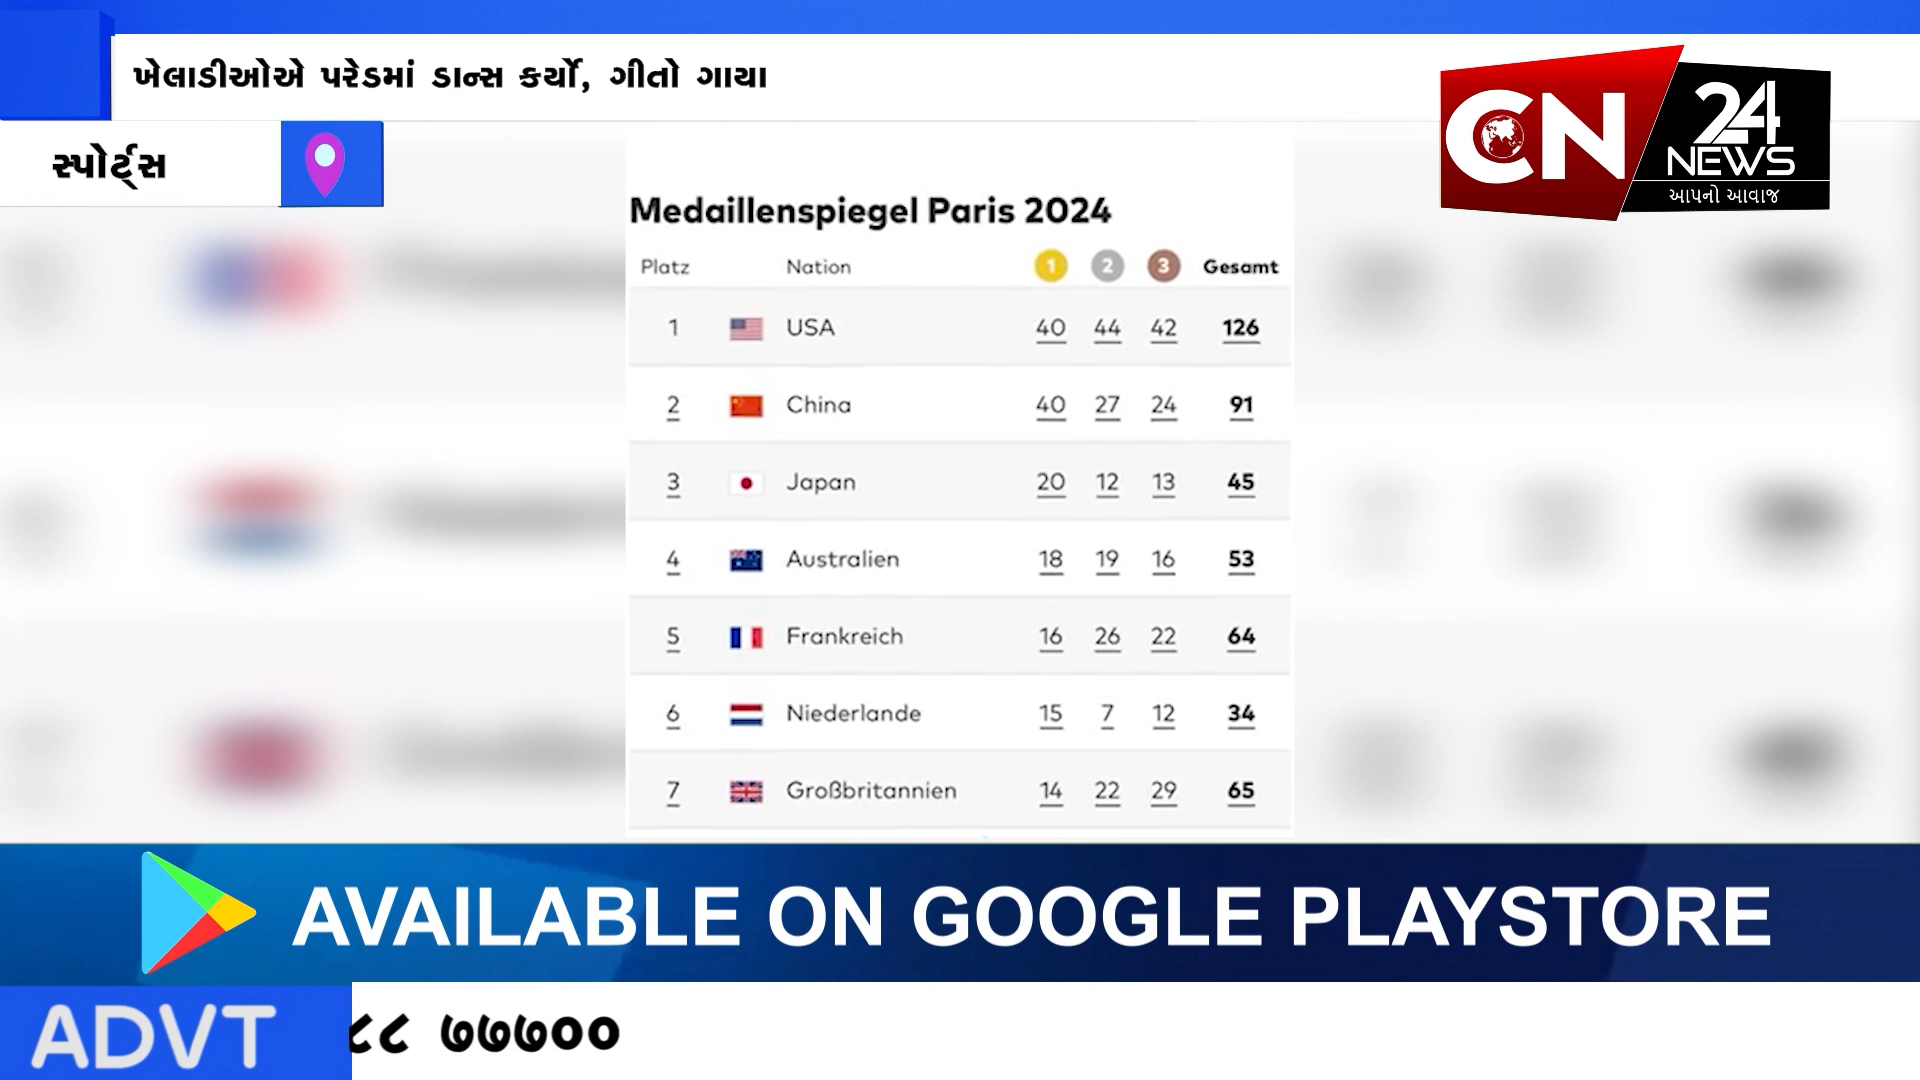 ખેલાડીઓએ પરેડમાં ડાન્સ કર્યો, ગીતો ગાયા
CN 24 NEWS
આપનો આવાજ
સ્પોર્ટ્સ
Medaillenspiegel Paris 2024
Platz Nation 1 2 3 Gesamt
1 USA 40 44 42 126
2 China 40 27 24 91
3 Japan 20 12 13 45
4 Australien 18 19 16 53
5 Frankreich 16 26 22 64
6 Niederlande 15 7 12 34
7 Großbritannien 14 22 29 65
AVAILABLE ON GOOGLE PLAYSTORE
ADVT ૮૮ ૭૭૭૦૦